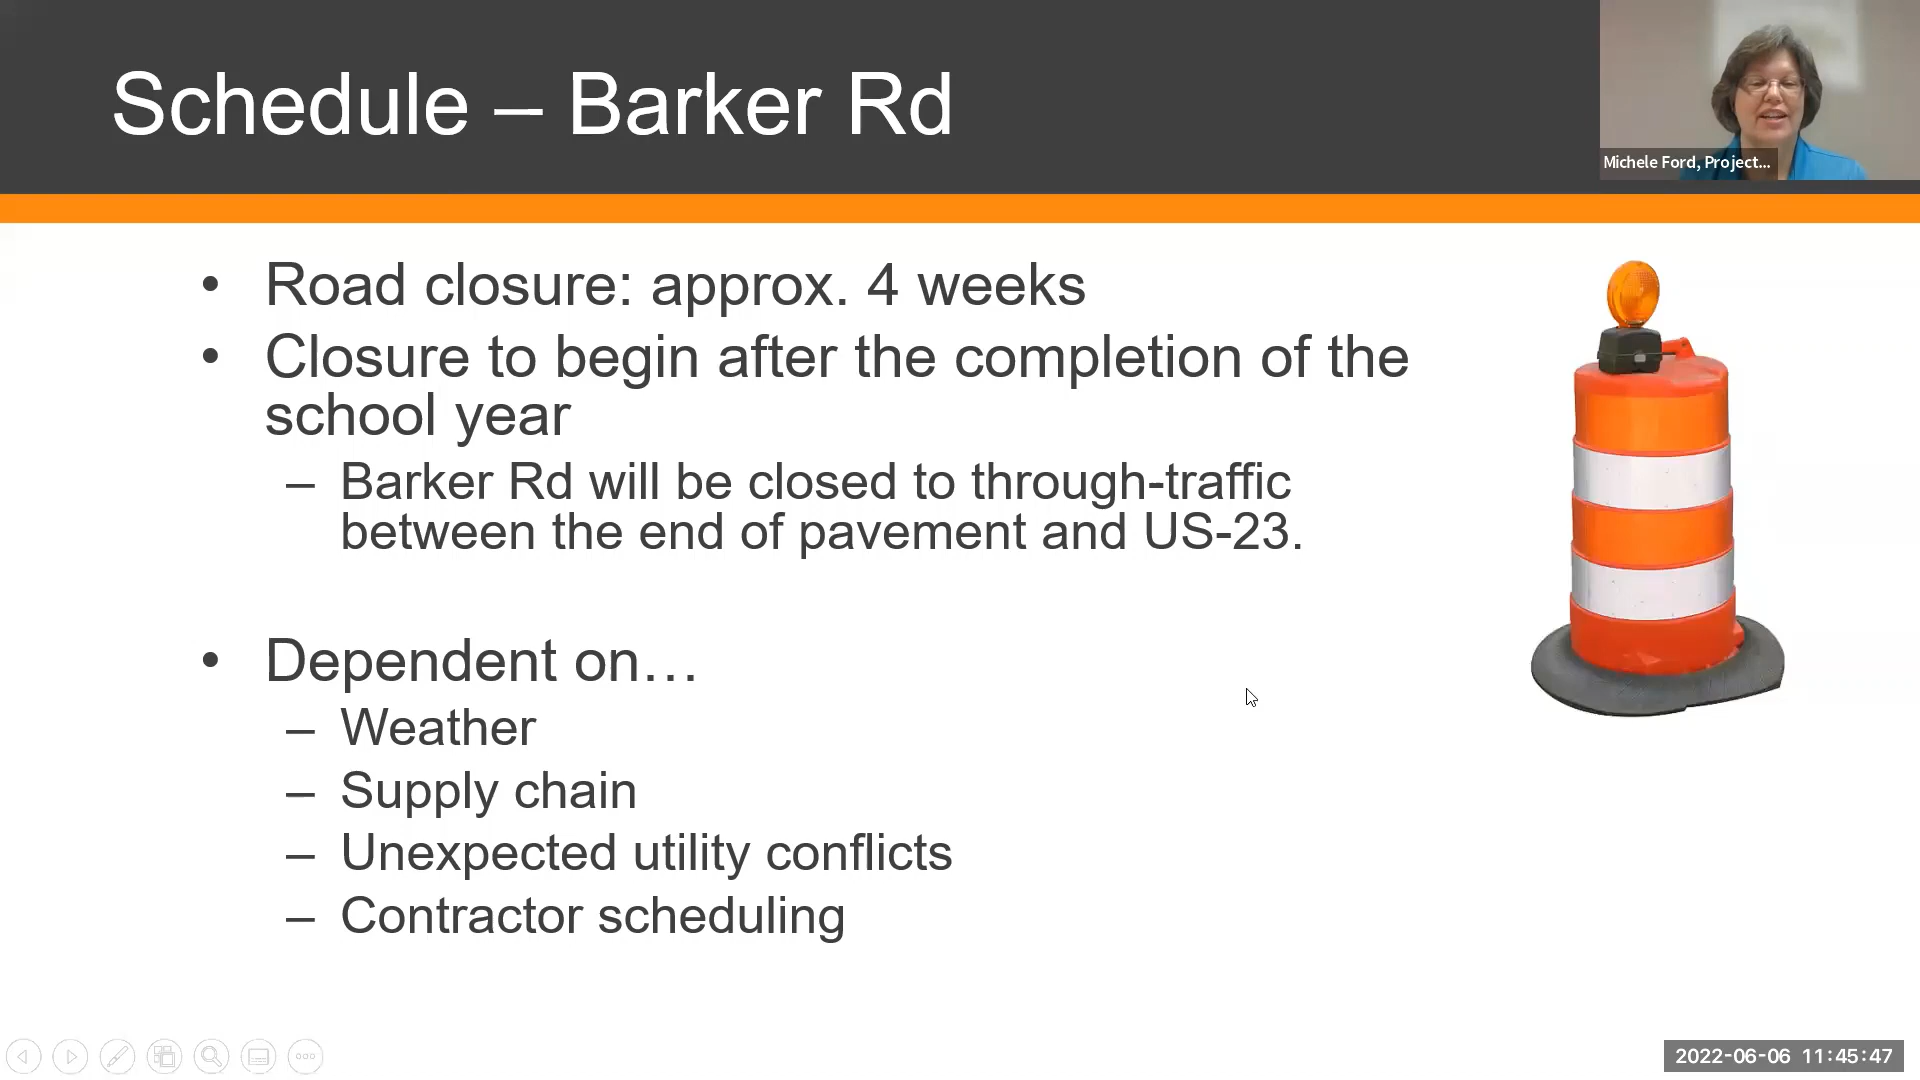 Schedule – Barker Rd
Michele Ford, Project...
• Road closure: approx. 4 weeks
• Closure to begin after the completion of the
school year
– Barker Rd will be closed to through-traffic
between the end of pavement and US-23.
• Dependent on…
– Weather
– Supply chain
– Unexpected utility conflicts
– Contractor scheduling
2022-06-06 11:45:47